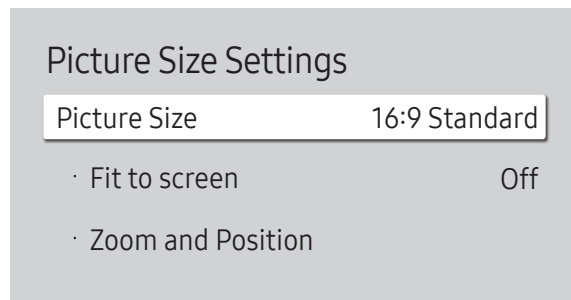 Picture Size Settings
Picture Size 16:9 Standard
· Fit to screen Off
· Zoom and Position